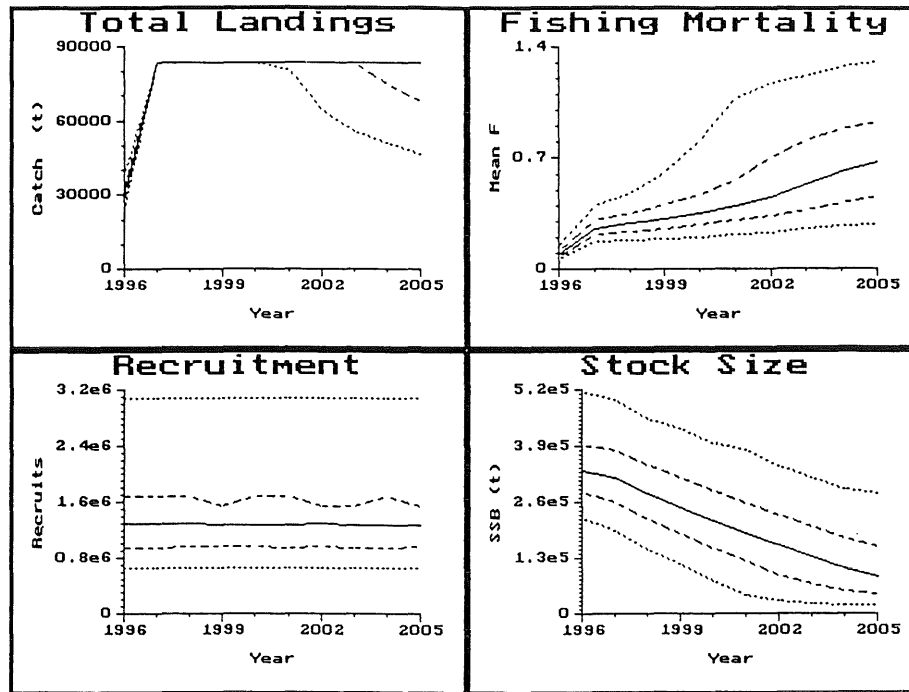 Total Landings
90000
60000
30000
0
Catch (t)
1996 1999 2002 2005
Year
Fishing Mortality
1.4
0.7
0
Mean F
1996 1999 2002 2005
Year
Recruitment
3.2e6
2.4e6
1.6e6
0.8e6
0
Recruits
1996 1999 2002 2005
Year
Stock Size
5.2e5
3.9e5
2.6e5
1.3e5
0
SSB (t)
1996 1999 2002 2005
Year